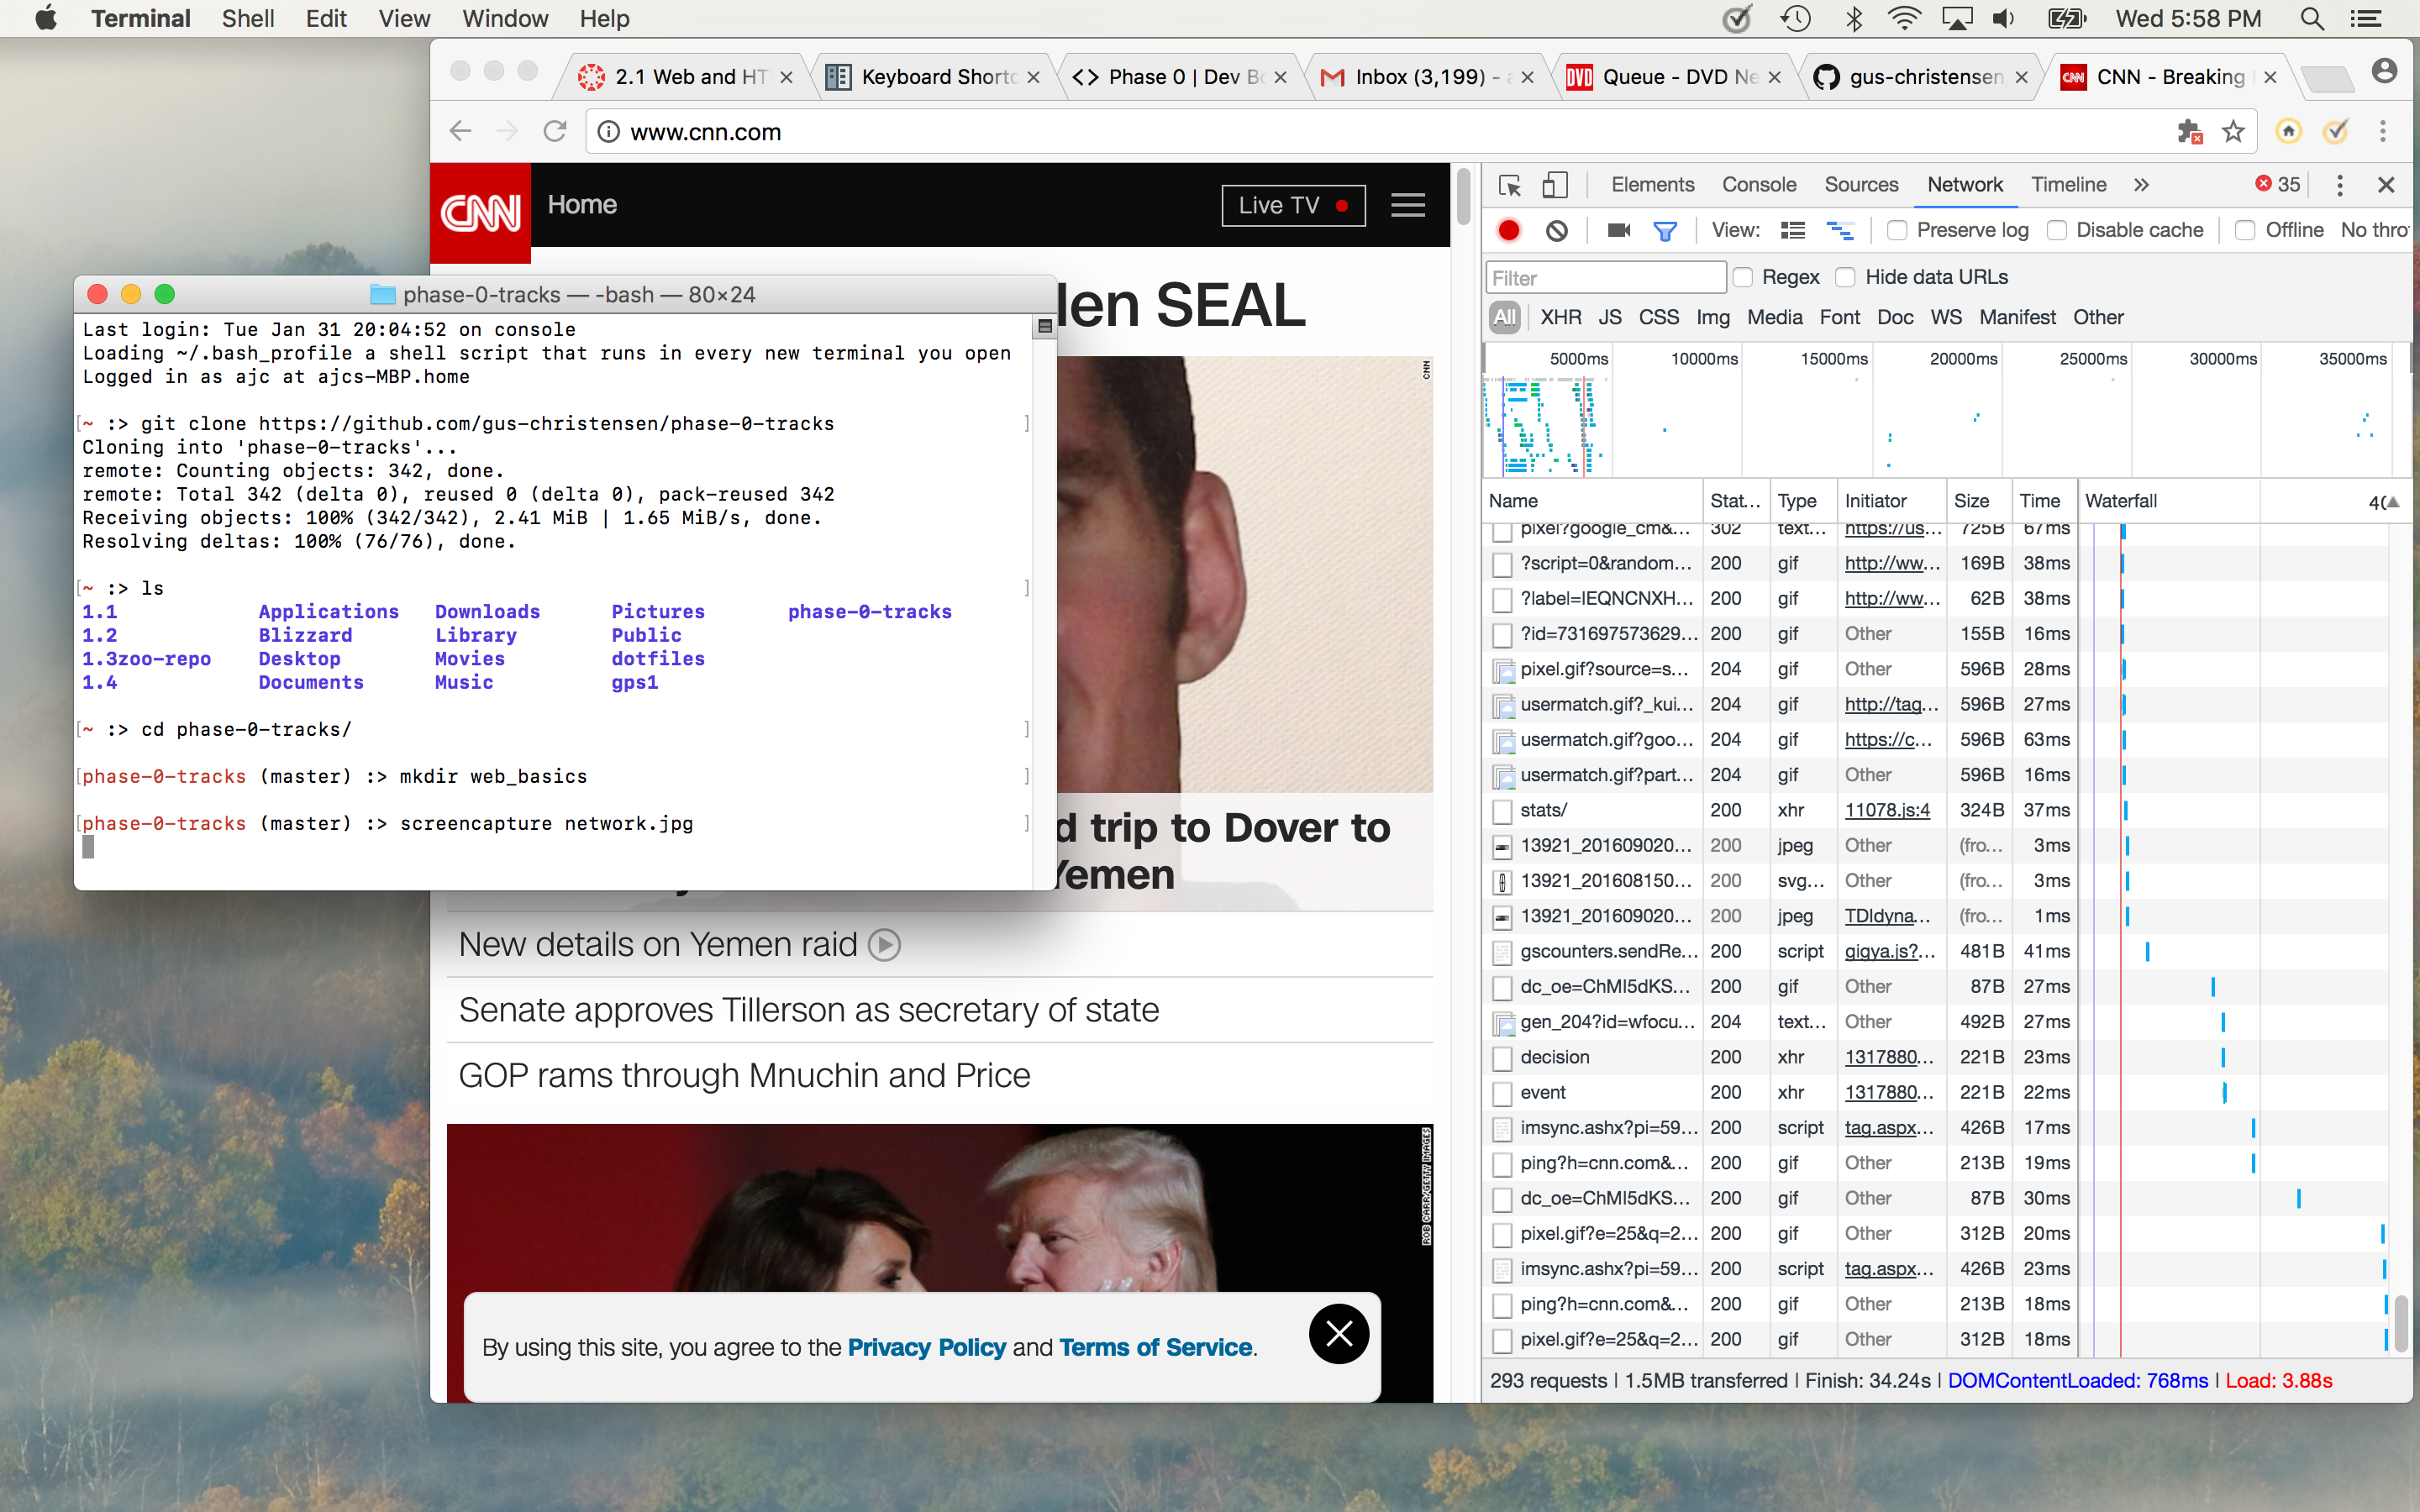 Terminal Shell Edit View Window Help
Wed 5:58 PM
2.1 Web and HT
Keyboard Shortc
Phase 0 | Dev Bo
Inbox (3,199) - a
DVD Queue - DVD Ne
gus-christensen
CNN CNN - Breaking
www.cnn.com
CNN Home
Live TV
len SEAL
CNN
phase-0-tracks — -bash — 80×24
Last login: Tue Jan 31 20:04:52 on console
Loading ~/.bash_profile a shell script that runs in every new terminal you open
Logged in as ajc at ajcs-MBP.home
[~ :> git clone https://github.com/gus-christensen/phase-0-tracks ]
Cloning into 'phase-0-tracks'...
remote: Counting objects: 342, done.
remote: Total 342 (delta 0), reused 0 (delta 0), pack-reused 342
Receiving objects: 100% (342/342), 2.41 MiB | 1.65 MiB/s, done.
Resolving deltas: 100% (76/76), done.
[~ :> ls ]
1.1 Applications Downloads Pictures phase-0-tracks
1.2 Blizzard Library Public
1.3zoo-repo Desktop Movies dotfiles
1.4 Documents Music gps1
[~ :> cd phase-0-tracks/ ]
[phase-0-tracks (master) :> mkdir web_basics ]
[phase-0-tracks (master) :> screencapture network.jpg ]
d trip to Dover to
Yemen
New details on Yemen raid
Senate approves Tillerson as secretary of state
GOP rams through Mnuchin and Price
ROB CARR/GETTY IMAGES
By using this site, you agree to the Privacy Policy and Terms of Service.
Elements Console Sources Network Timeline » 35
View: Preserve log Disable cache Offline No thro
Filter Regex Hide data URLs
All XHR JS CSS Img Media Font Doc WS Manifest Other
5000ms 10000ms 15000ms 20000ms 25000ms 30000ms 35000ms
Name Stat... Type Initiator Size Time Waterfall 4(
pixel?google_cm&... 302 text... https://us... 725B 67ms
?script=0&random... 200 gif http://ww... 169B 38ms
?label=IEQNCNXH... 200 gif http://ww... 62B 38ms
?id=731697573629... 200 gif Other 155B 16ms
pixel.gif?source=s... 204 gif Other 596B 28ms
usermatch.gif?_kui... 204 gif http://tag... 596B 27ms
usermatch.gif?goo... 204 gif https://c... 596B 63ms
usermatch.gif?part... 204 gif Other 596B 16ms
stats/ 200 xhr 11078.js:4 324B 37ms
13921_201609020... 200 jpeg Other (fro... 3ms
13921_201608150... 200 svg... Other (fro... 3ms
13921_201609020... 200 jpeg TDIdyna... (fro... 1ms
gscounters.sendRe... 200 script gigya.js?... 481B 41ms
dc_oe=ChMI5dKS... 200 gif Other 87B 27ms
gen_204?id=wfocu... 204 text... Other 492B 27ms
decision 200 xhr 1317880... 221B 23ms
event 200 xhr 1317880... 221B 22ms
imsync.ashx?pi=59... 200 script tag.aspx... 426B 17ms
ping?h=cnn.com&... 200 gif Other 213B 19ms
dc_oe=ChMI5dKS... 200 gif Other 87B 30ms
pixel.gif?e=25&q=2... 200 gif Other 312B 20ms
imsync.ashx?pi=59... 200 script tag.aspx... 426B 23ms
ping?h=cnn.com&... 200 gif Other 213B 18ms
pixel.gif?e=25&q=2... 200 gif Other 312B 18ms
293 requests | 1.5MB transferred | Finish: 34.24s | DOMContentLoaded: 768ms | Load: 3.88s